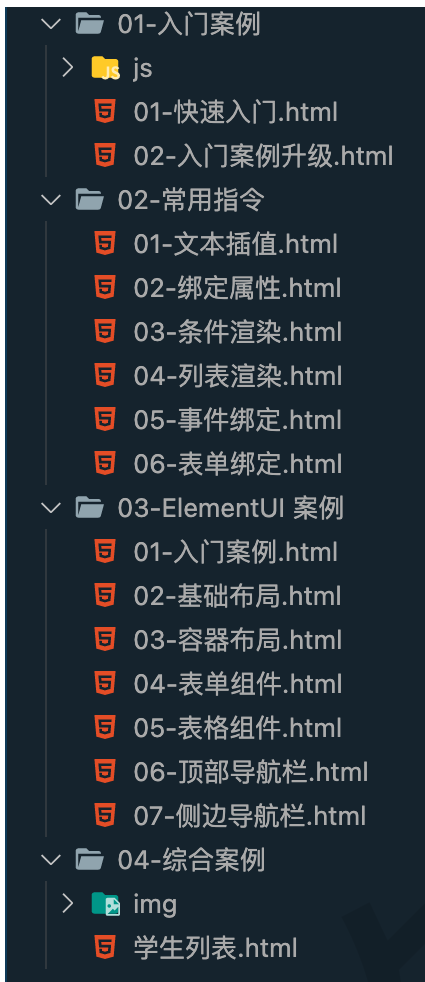 01-入门案例
js
01-快速入门.html
02-入门案例升级.html
02-常用指令
01-文本插值.html
02-绑定属性.html
03-条件渲染.html
04-列表渲染.html
05-事件绑定.html
06-表单绑定.html
03-ElementUI 案例
01-入门案例.html
02-基础布局.html
03-容器布局.html
04-表单组件.html
05-表格组件.html
06-顶部导航栏.html
07-侧边导航栏.html
04-综合案例
img
学生列表.html